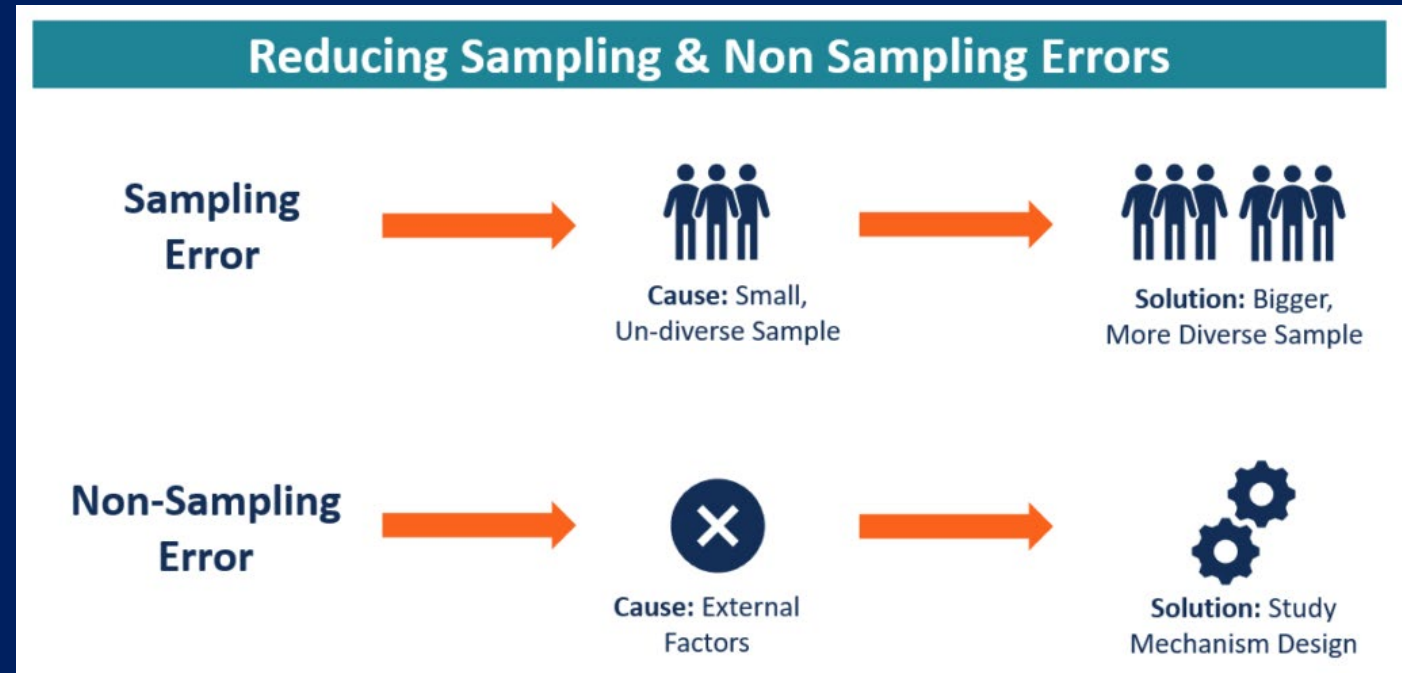 Reducing Sampling & Non Sampling Errors
Sampling
Error
Cause: Small,
Un-diverse Sample
Solution: Bigger,
More Diverse Sample
Non-Sampling
Error
Cause: External
Factors
Solution: Study
Mechanism Design